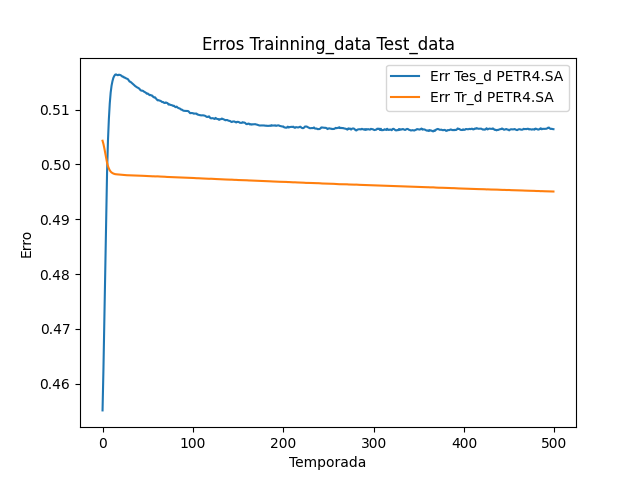 Erros Trainning_data Test_data
Err Tes_d PETR4.SA
Err Tr_d PETR4.SA
Erro
0.51
0.50
0.49
0.48
0.47
0.46
0 100 200 300 400 500
Temporada